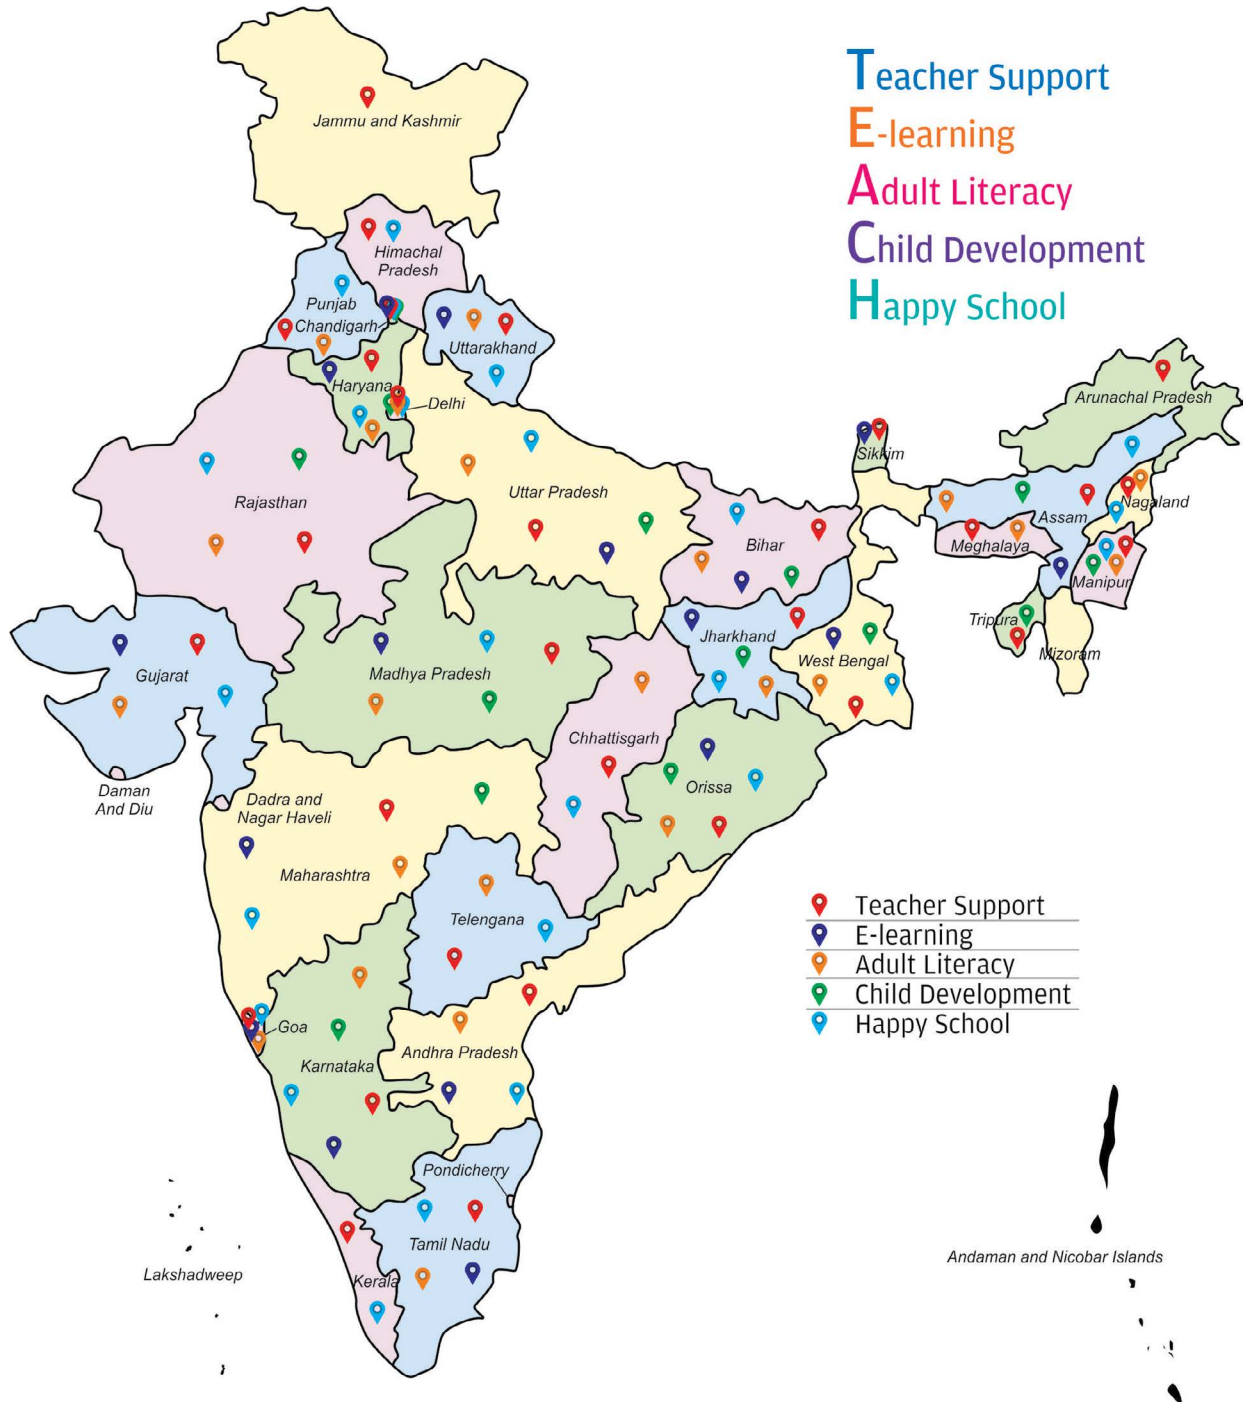 Teacher Support
E-learning
Adult Literacy
Child Development
Happy School
Jammu and Kashmir
Himachal
Pradesh
Punjab
Chandigarh
Uttarakhand
Haryana
Delhi
Arunachal Pradesh
Sikkim
Rajasthan
Uttar Pradesh
Nagaland
Assam
Bihar
Meghalaya
Manipur
Tripura
Jharkhand
Mizoram
West Bengal
Gujarat
Madhya Pradesh
Chhattisgarh
Orissa
Daman
And Diu
Dadra and
Nagar Haveli
Maharashtra
Telengana
Teacher Support
E-learning
Adult Literacy
Child Development
Happy School
Goa
Andhra Pradesh
Karnataka
Pondicherry
Tamil Nadu
Kerala
Lakshadweep
Andaman and Nicobar Islands